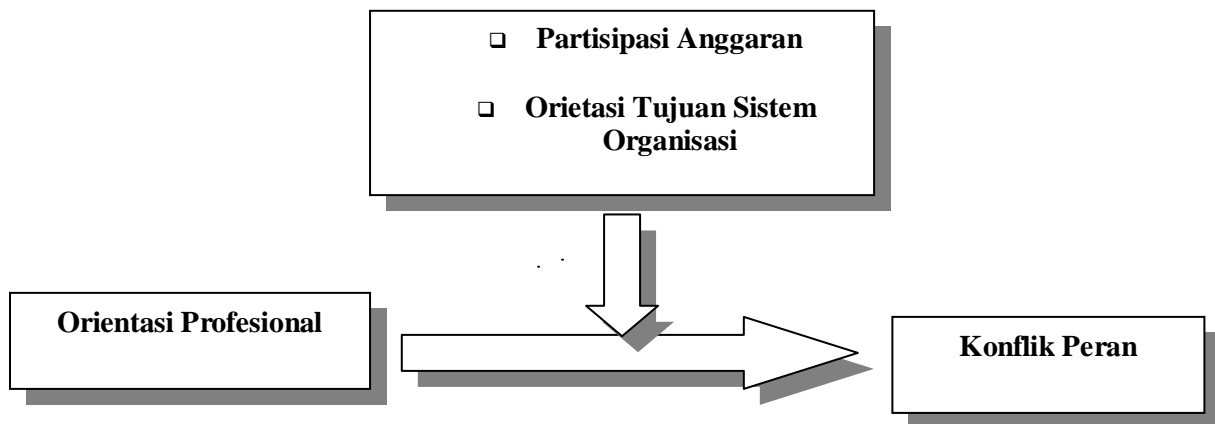 ❑ Partisipasi Anggaran
❑ Orietasi Tujuan Sistem
Organisasi
Orientasi Profesional
Konflik Peran